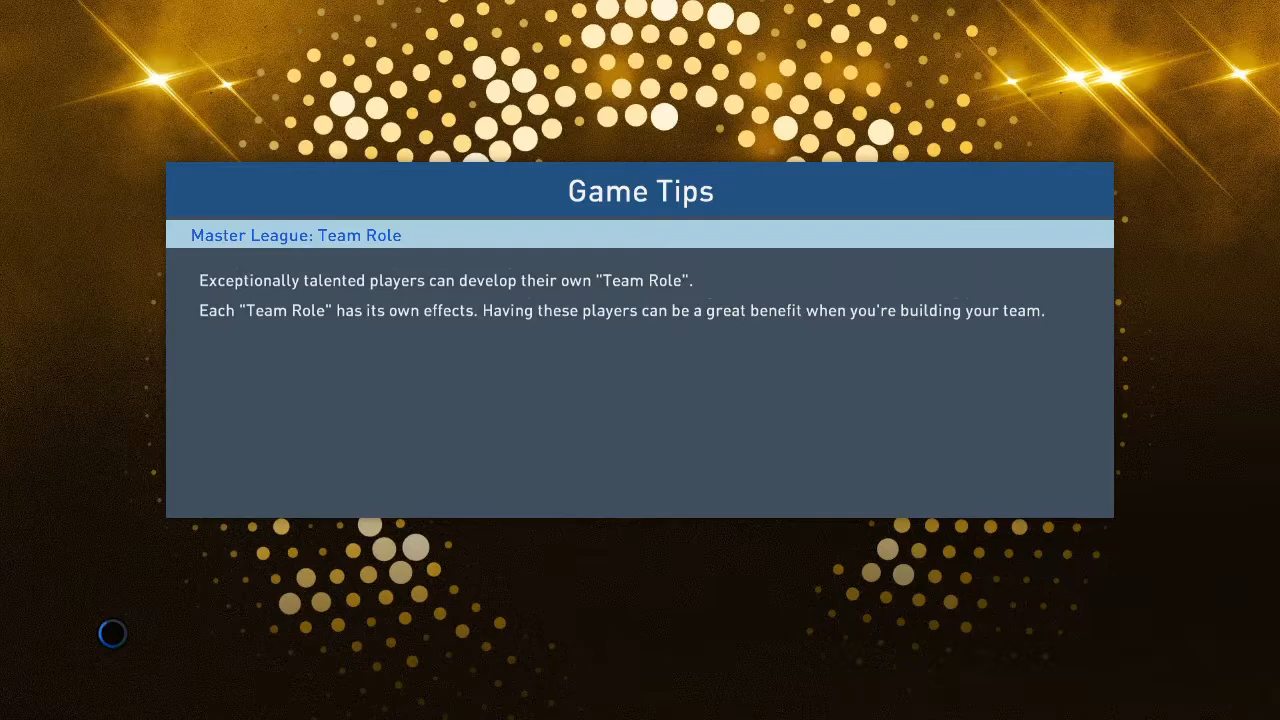 Game Tips
Master League: Team Role
Exceptionally talented players can develop their own "Team Role".
Each "Team Role" has its own effects. Having these players can be a great benefit when you're building your team.